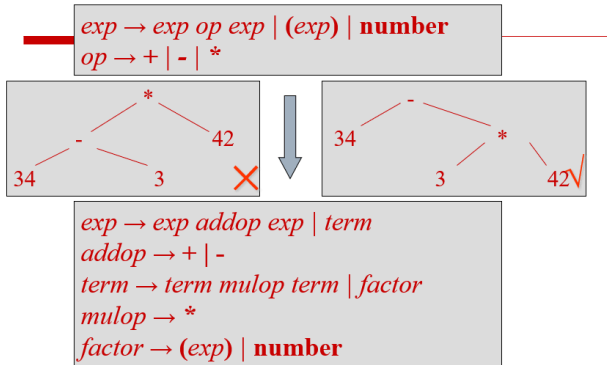 exp → exp op exp | (exp) | number
op → + | - | *
*
- 42
34 3 ×
-
34 *
3 42√
exp → exp addop exp | term
addop → + | -
term → term mulop term | factor
mulop → *
factor → (exp) | number